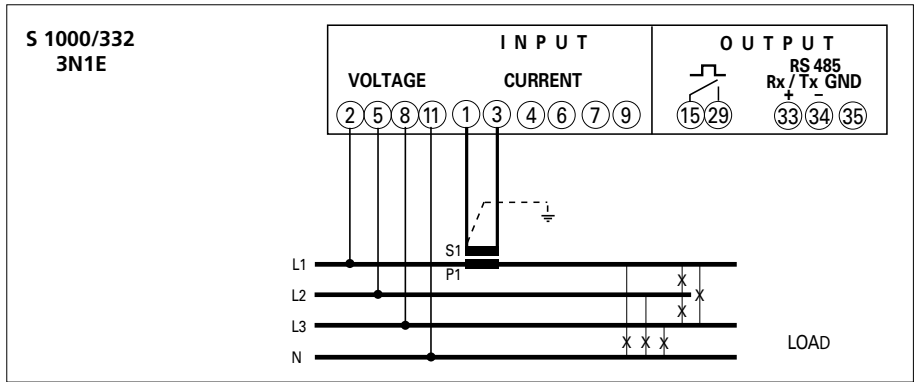 S 1000/332
3N1E
INPUT
OUTPUT
VOLTAGE
CURRENT
RS 485
Rx / Tx GND
+ –
2 5 8 11 1 3 4 6 7 9 15 29 33 34 35
S1
L1
P1
L2
X X
X
L3
X X X
LOAD
N